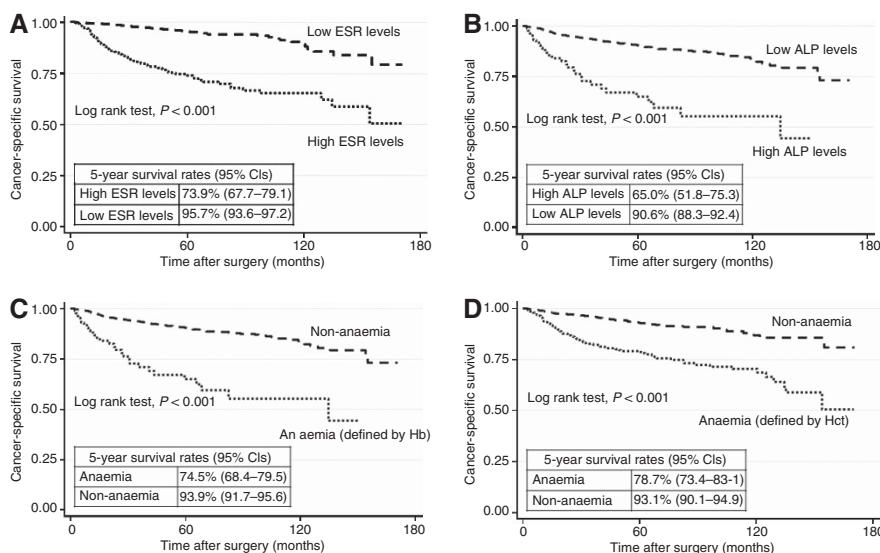 A
1.00
0.75
0.50
0.25
0.00
Cancer-specific survival
Low ESR levels
Log rank test, P < 0.001
High ESR levels
5-year survival rates (95% CIs)
High ESR levels 73.9% (67.7–79.1)
Low ESR levels 95.7% (93.6–97.2)
0 60 120 180
Time after surgery (months)
B
1.00
0.75
0.50
0.25
0.00
Cancer-specific survival
Low ALP levels
Log rank test, P < 0.001
High ALP levels
5-year survival rates (95% CIs)
High ALP levels 65.0% (51.8–75.3)
Low ALP levels 90.6% (88.3–92.4)
0 60 120 180
Time after surgery (months)
C
1.00
0.75
0.50
0.25
0.00
Cancer-specific survival
Non-anaemia
Log rank test, P < 0.001
An aemia (defined by Hb)
5-year survival rates (95% CIs)
Anaemia 74.5% (68.4–79.5)
Non-anaemia 93.9% (91.7–95.6)
0 60 120 180
Time after surgery (months)
D
1.00
0.75
0.50
0.25
0.00
Cancer-specific survival
Non-anaemia
Log rank test, P < 0.001
Anaemia (defined by Hct)
5-year survival rates (95% CIs)
Anaemia 78.7% (73.4–83-1)
Non-anaemia 93.1% (90.1–94.9)
0 60 120 180
Time after surgery (months)